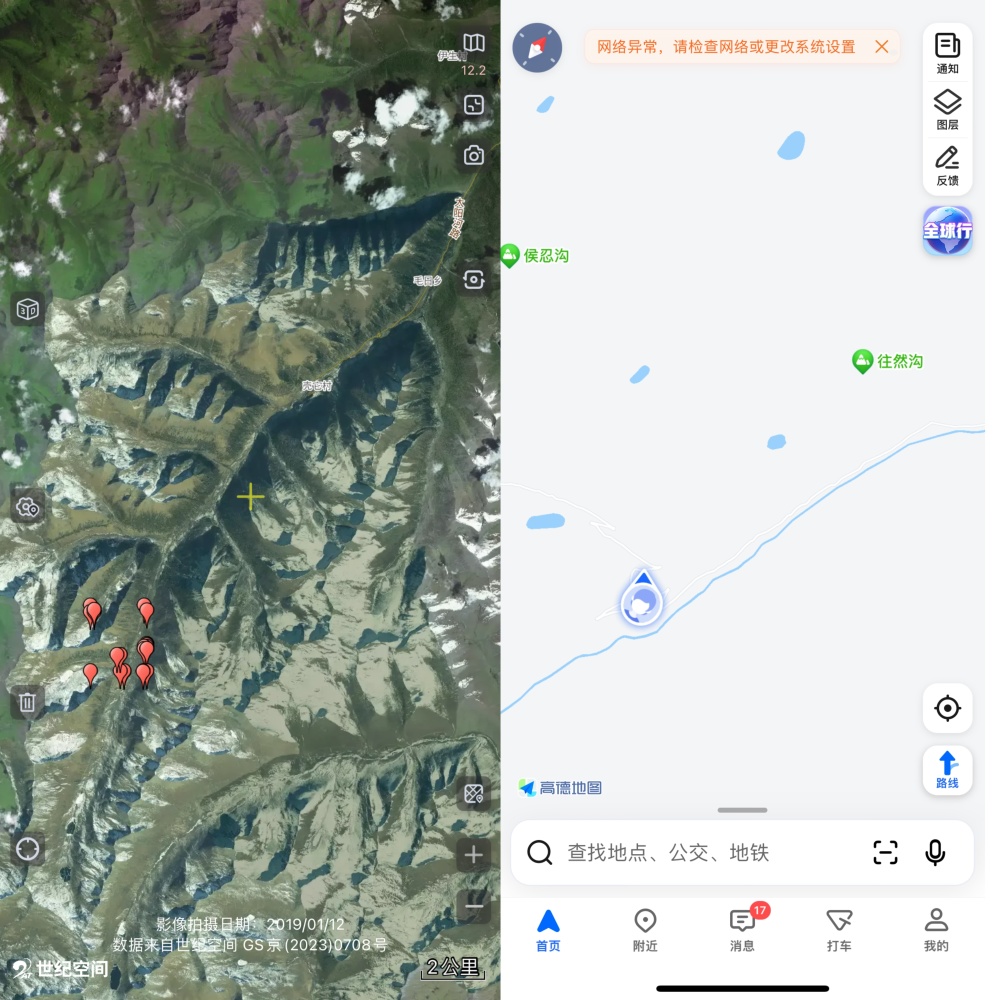 伊生村
12.2
太阳河路
毛日乡
壳它村
3D
影像拍摄日期：2019/01/12
数据来自世纪空间 GS京(2023)0708号
世纪空间
2公里
网络异常，请检查网络或更改系统设置
通知
图层
反馈
全球行
侯忍沟
往然沟
高德地图
路线
查找地点、公交、地铁
17
首页
附近
消息
打车
我的